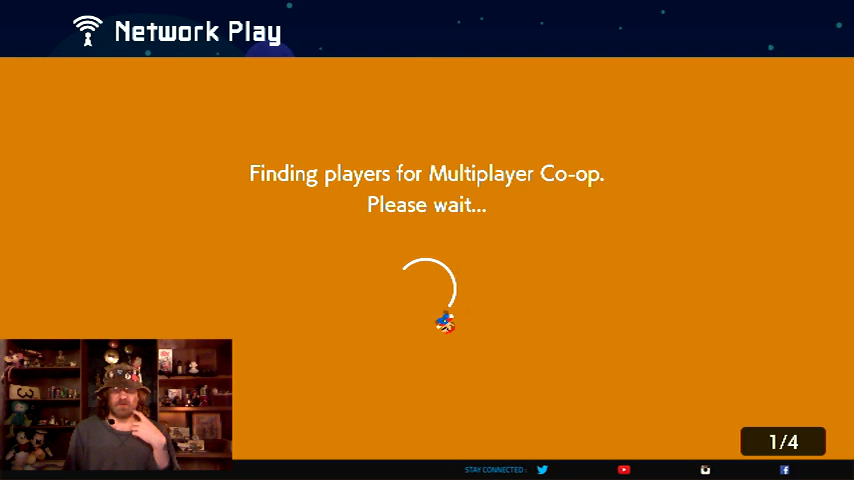 Network Play
Finding players for Multiplayer Co-op.
Please wait...
1/4
STAY CONNECTED :